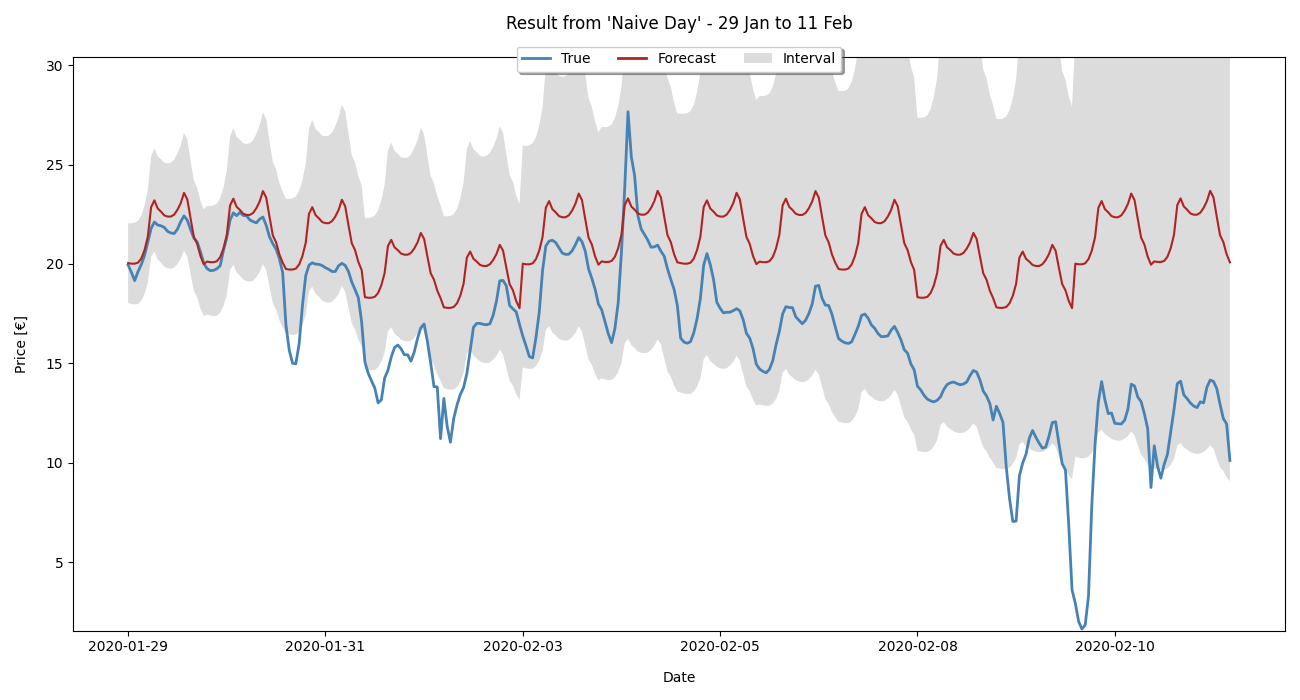 Result from 'Naive Day' - 29 Jan to 11 Feb
True Forecast Interval
30
25
20
15
10
5
Price [€]
2020-01-29 2020-01-31 2020-02-03 2020-02-05 2020-02-08 2020-02-10
Date